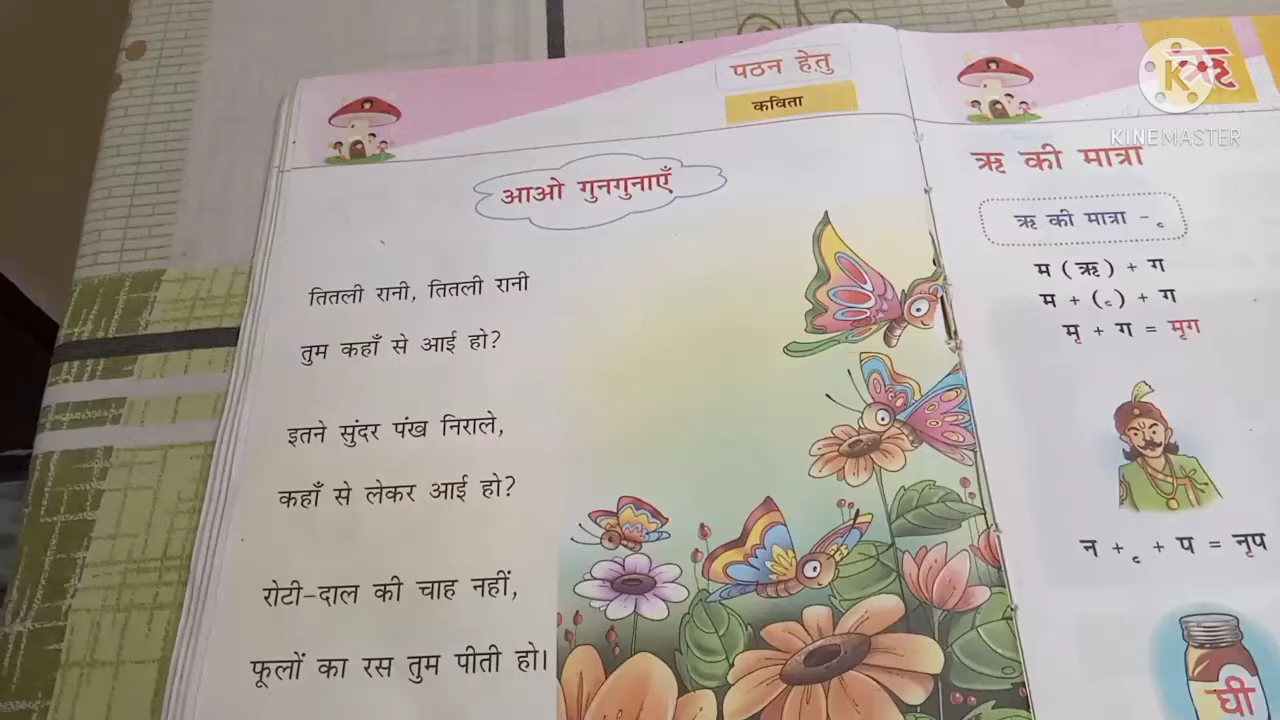 पठन हेतु
कविता
आओ गुनगुनाएँ
तितली रानी, तितली रानी
तुम कहाँ से आई हो?
इतने सुंदर पंख निराले,
कहाँ से लेकर आई हो?
रोटी-दाल की चाह नहीं,
फूलों का रस तुम पीती हो।
ऋ
KINEMASTER
ऋ की मात्रा
ऋ की मात्रा - ृ
म (ऋ) + ग
म + (ृ) + ग
मृ + ग = मृग
न + ृ + प = नृप
घी